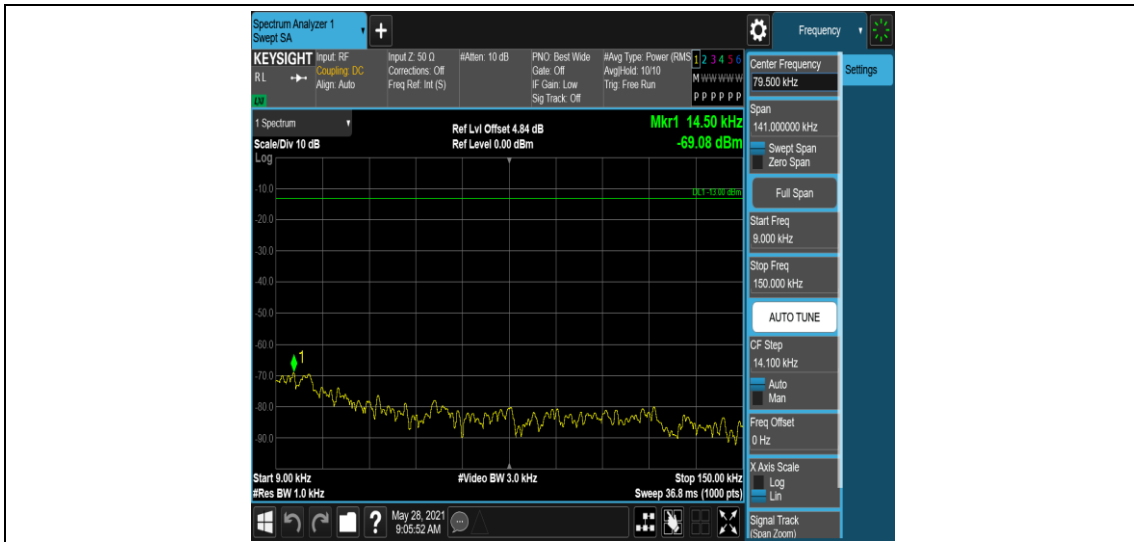 Spectrum Analyzer 1
Swept SA
+
Frequency
KEYSIGHT
RL
LXI
Input: RF
Coupling: DC
Align: Auto
Input Z: 50 Ω
Corrections: Off
Freq Ref: Int (S)
#Atten: 10 dB
PNO: Best Wide
Gate: Off
IF Gain: Low
Sig Track: Off
#Avg Type: Power (RMS
Avg|Hold: 10/10
Trig: Free Run
1 2 3 4 5 6
M W W W W W
P P P P P P
1 Spectrum
Scale/Div 10 dB
Log
Ref Lvl Offset 4.84 dB
Ref Level 0.00 dBm
Mkr1 14.50 kHz
-69.08 dBm
DL1 -13.00 dBm
-10.0
-20.0
-30.0
-40.0
-50.0
-60.0
1
-70.0
-80.0
-90.0
Start 9.00 kHz
#Res BW 1.0 kHz
#Video BW 3.0 kHz
Stop 150.00 kHz
Sweep 36.8 ms (1000 pts)
?
May 28, 2021
9:05:52 AM
Center Frequency
79.500 kHz
Settings
Span
141.000000 kHz
Swept Span
Zero Span
Full Span
Start Freq
9.000 kHz
Stop Freq
150.000 kHz
AUTO TUNE
CF Step
14.100 kHz
Auto
Man
Freq Offset
0 Hz
X Axis Scale
Log
Lin
Signal Track
(Span Zoom)